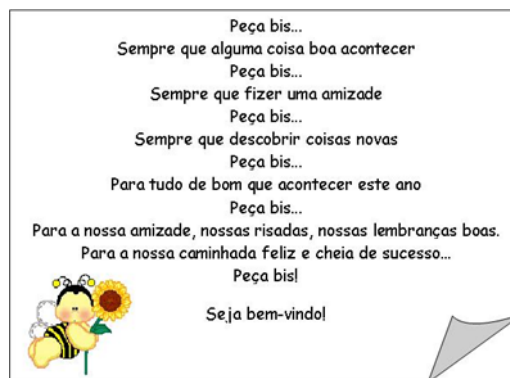 Peça bis...
Sempre que alguma coisa boa acontecer
Peça bis...
Sempre que fizer uma amizade
Peça bis...
Sempre que descobrir coisas novas
Peça bis...
Para tudo de bom que acontecer este ano
Peça bis...
Para a nossa amizade, nossas risadas, nossas lembranças boas.
Para a nossa caminhada feliz e cheia de sucesso...
Peça bis!
Seja bem-vindo!